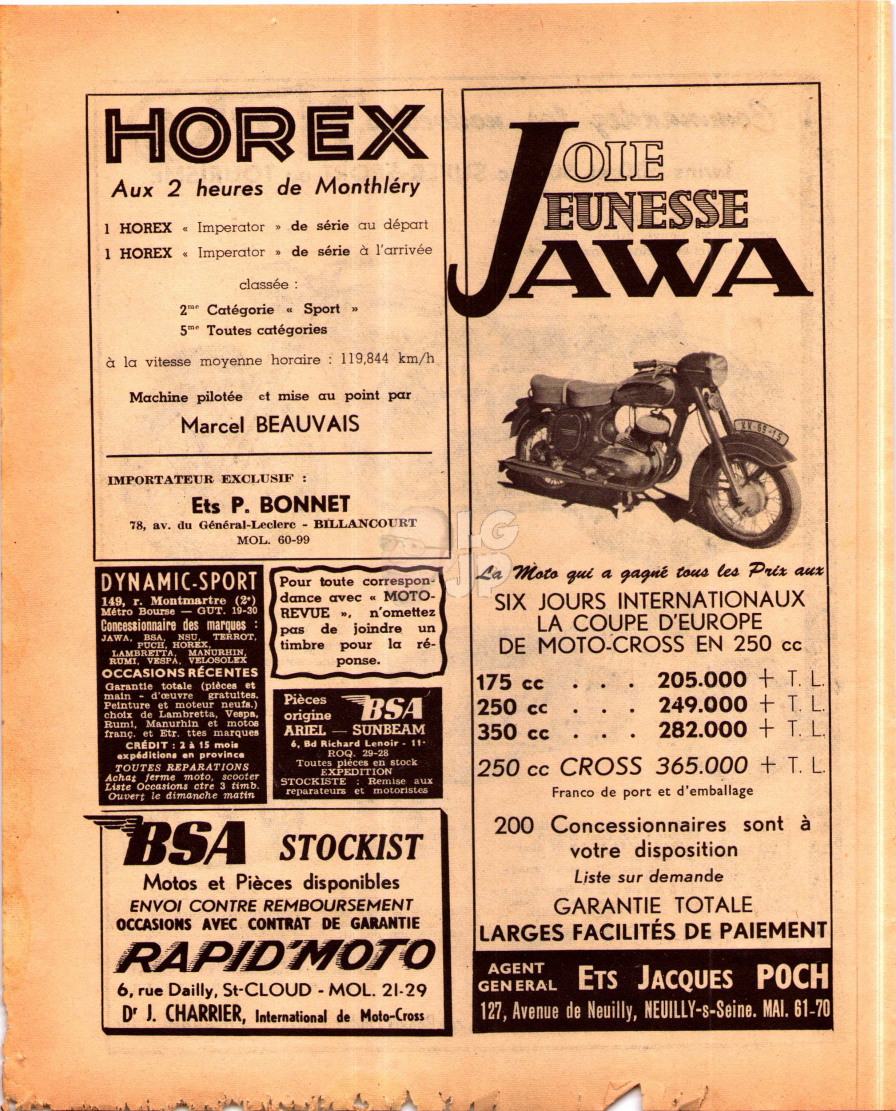 HOREX
Aux 2 heures de Monthléry
1 HOREX « Imperator » de série au départ
1 HOREX « Imperator » de série à l'arrivée
classée :
2me Catégorie « Sport »
5me Toutes catégories
à la vitesse moyenne horaire : 119,844 km/h
Machine pilotée et mise au point par
Marcel BEAUVAIS
IMPORTATEUR EXCLUSIF :
Ets P. BONNET
78, av. du Général-Leclerc - BILLANCOURT
MOL. 60-99
DYNAMIC-SPORT
149, r. Montmartre (2e)
Métro Bourse — GUT. 19-30
Concessionnaire des marques :
JAWA, BSA, NSU, TERROT,
PUCH, HOREX,
LAMBRETTA, MANURHIN,
RUMI, VESPA, VELOSOLEX
OCCASIONS RÉCENTES
Garantie totale (pièces et
main - d'œuvre gratuites.
Peinture et moteur neufs.)
choix de Lambretta, Vespa,
Rumi, Manurhin et motos
franç. et Etr. ttes marques
CRÉDIT : 2 à 15 mois
expéditions en province
TOUTES REPARATIONS
Achat ferme moto, scooter
Liste Occasions ctre 3 timb.
Ouvert le dimanche matin
Pour toute correspon-
dance avec « MOTO-
REVUE », n'omettez
pas de joindre un
timbre pour la ré-
ponse.
Pièces
origine BSA
ARIEL — SUNBEAM
6, Bd Richard Lenoir - 11e
ROQ. 29-28
Toutes pièces en stock
EXPEDITION
STOCKISTE : Remise aux
reparateurs et motoristes
BSA STOCKIST
Motos et Pièces disponibles
ENVOI CONTRE REMBOURSEMENT
OCCASIONS AVEC CONTRAT DE GARANTIE
RAPID'MOTO
6, rue Dailly, St-CLOUD - MOL. 21-29
Dr J. CHARRIER, International de Moto-Cross
JOIE
JEUNESSE
JAWA
XX-69-15
La Moto qui a gagné tous les Prix aux
SIX JOURS INTERNATIONAUX
LA COUPE D'EUROPE
DE MOTO-CROSS EN 250 cc
175 cc . . . 205.000 + T. L.
250 cc . . . 249.000 + T. L.
350 cc . . . 282.000 + T. L.
250 cc CROSS 365.000 + T. L.
Franco de port et d'emballage
200 Concessionnaires sont à
votre disposition
Liste sur demande
GARANTIE TOTALE
LARGES FACILITÉS DE PAIEMENT
AGENT
GENERAL ETS JACQUES POCH
127, Avenue de Neuilly, NEUILLY-s-Seine. MAI. 61-70